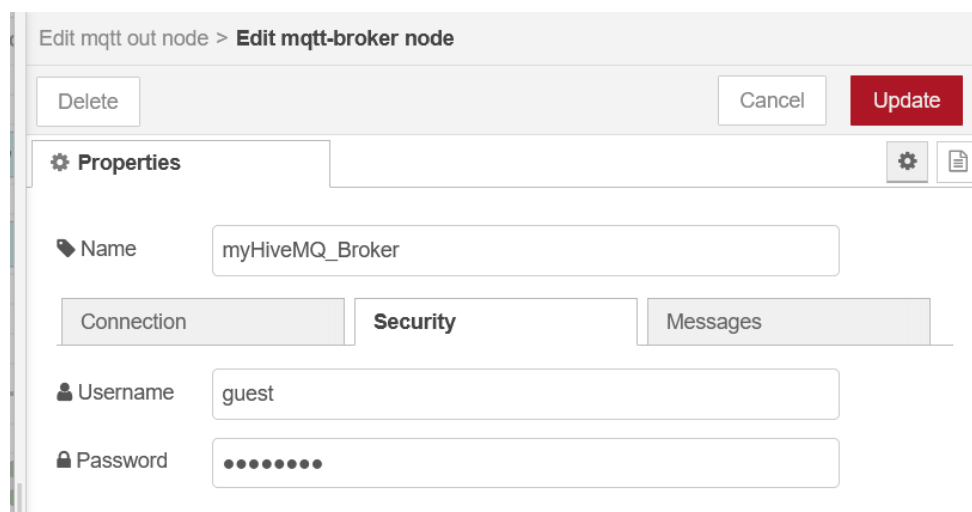 Edit mqtt out node > Edit mqtt-broker node
Delete Cancel Update
Properties
Name myHiveMQ_Broker
Connection Security Messages
Username guest
Password ••••••••